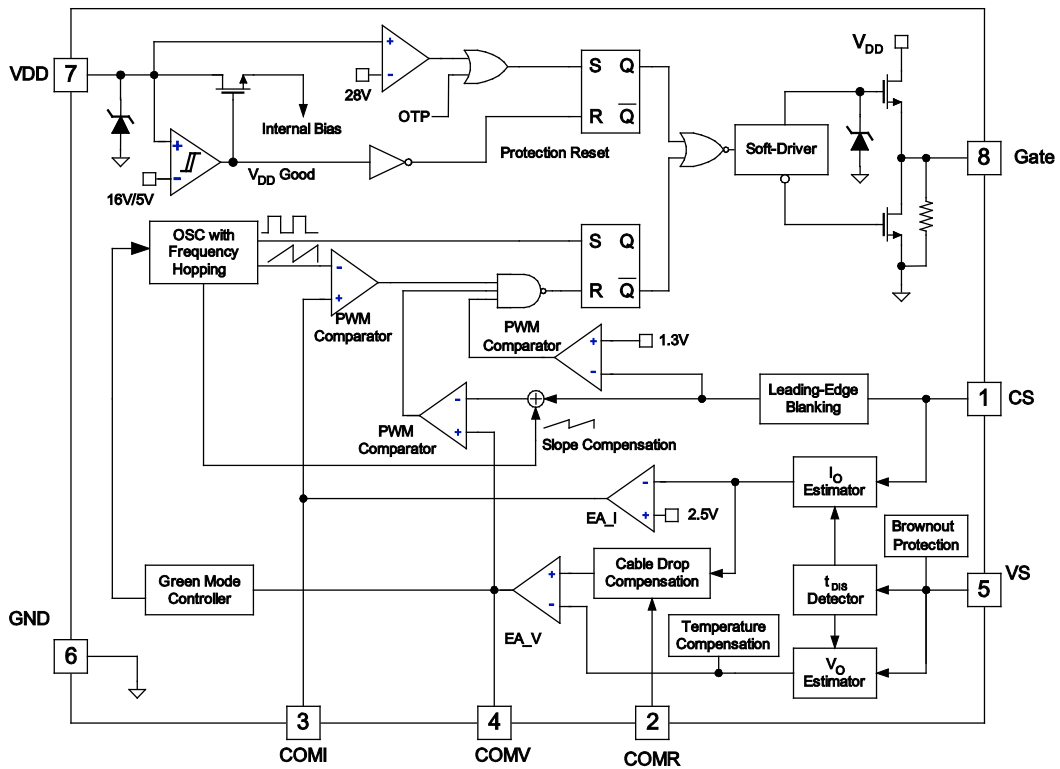 VDD
7
28V
OTP
S Q
R Q̅
Internal Bias
16V/5V
VDD Good
Protection Reset
VDD
Soft-Driver
8
Gate
OSC with
Frequency
Hopping
S Q
R Q̅
PWM
Comparator
PWM
Comparator
1.3V
PWM
Comparator
Slope Compensation
Leading-Edge
Blanking
1
CS
IO
Estimator
EA_I
2.5V
Brownout
Protection
VS
5
tDIS
Detector
Cable Drop
Compensation
Green Mode
Controller
EA_V
Temperature
Compensation
VO
Estimator
GND
6
3
COMI
4
COMV
2
COMR